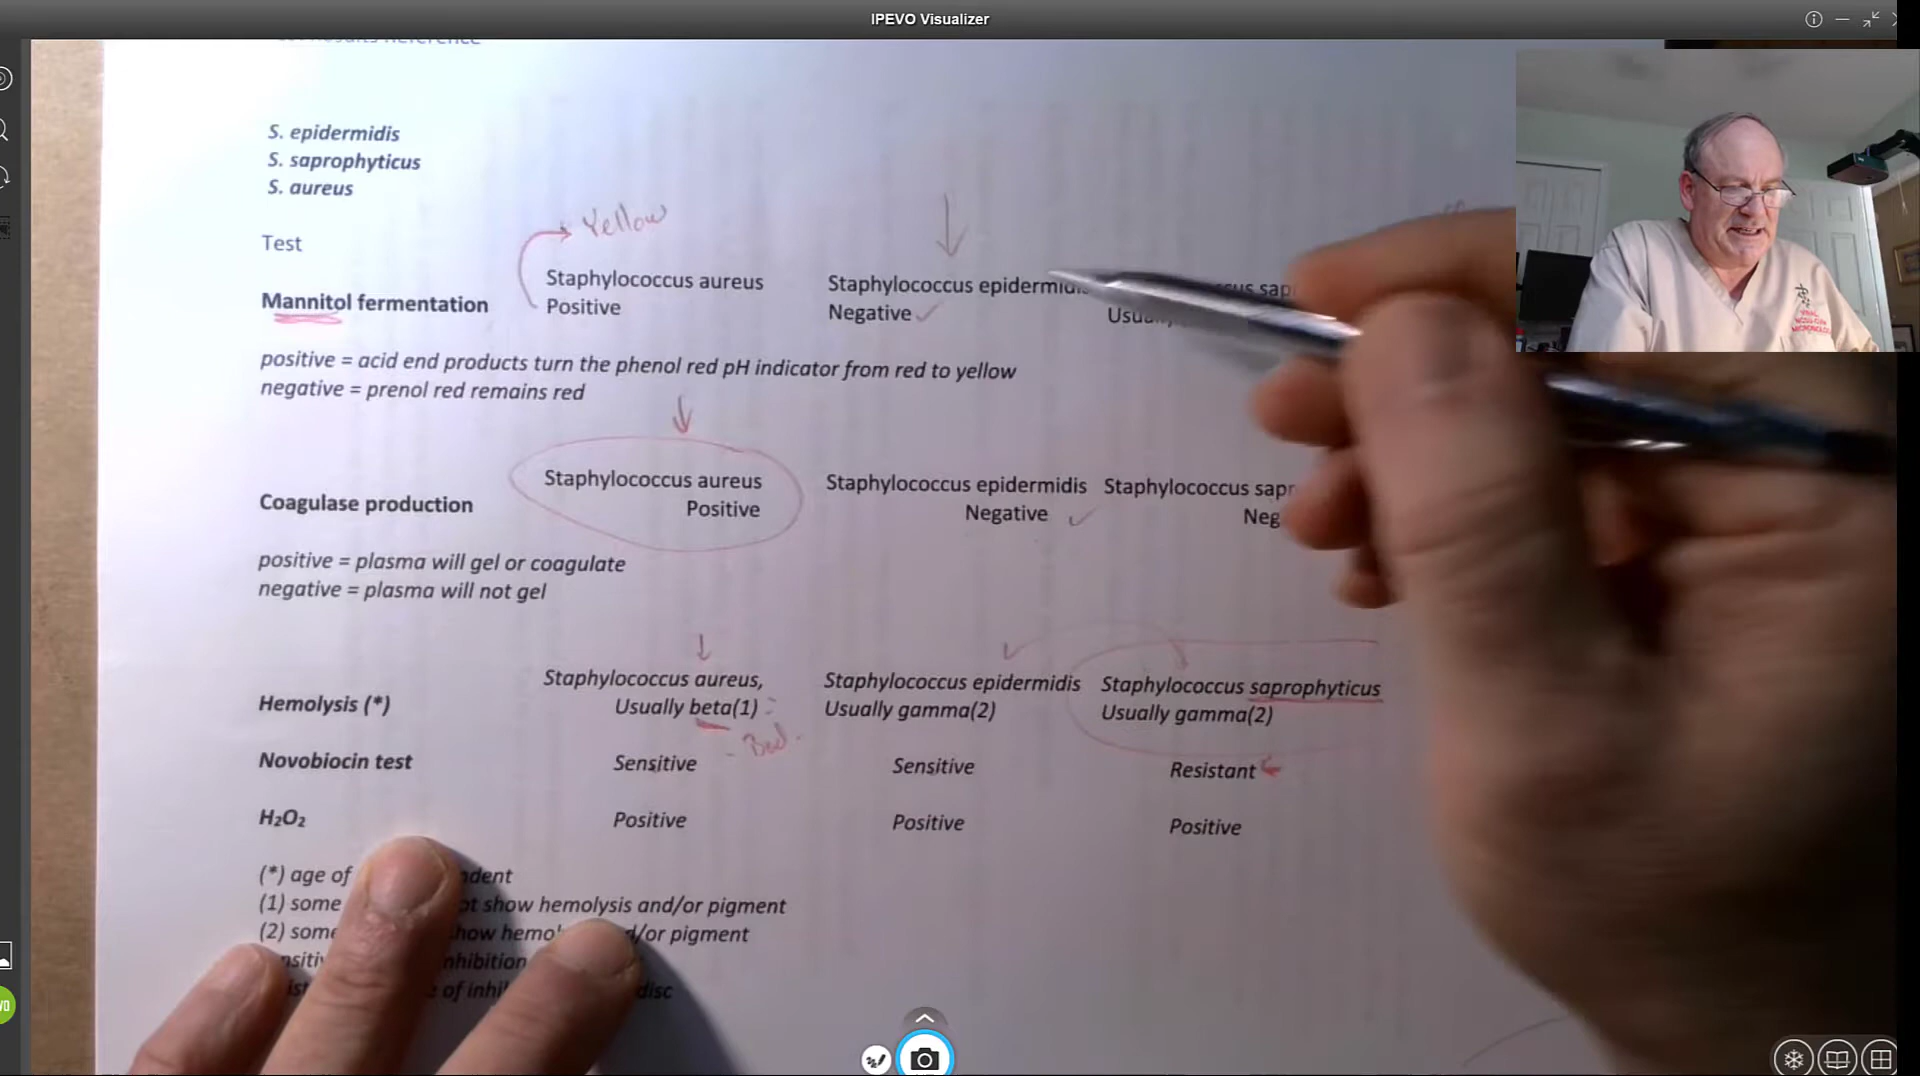 IPEVO Visualizer
S. epidermidis
S. saprophyticus
S. aureus
Yellow
Test
Staphylococcus aureus
Staphylococcus
Mannitol fermentation
Positive
Negative
positive = acid end products turn the phenol red pH indicator from red to yellow
negative = prenol red remains red
Staphylococcus aureus
Staphylococcus epidermidis
Staphylococcus
Coagulase production
Positive
Negative
positive = plasma will gel or coagulate
negative = plasma will not gel
Staphylococcus aureus,
Staphylococcus epidermidis
Staphylococcus saprophyticus
Hemolysis (*)
Usually beta(1)
Usually gamma(2)
Usually gamma(2)
Novobiocin test
Sensitive
Sensitive
Resistant
H₂O₂
Positive
Positive
Positive
(*) age of
(1) some show hemolysis and/or pigment
(2) some /or pigment
of disc